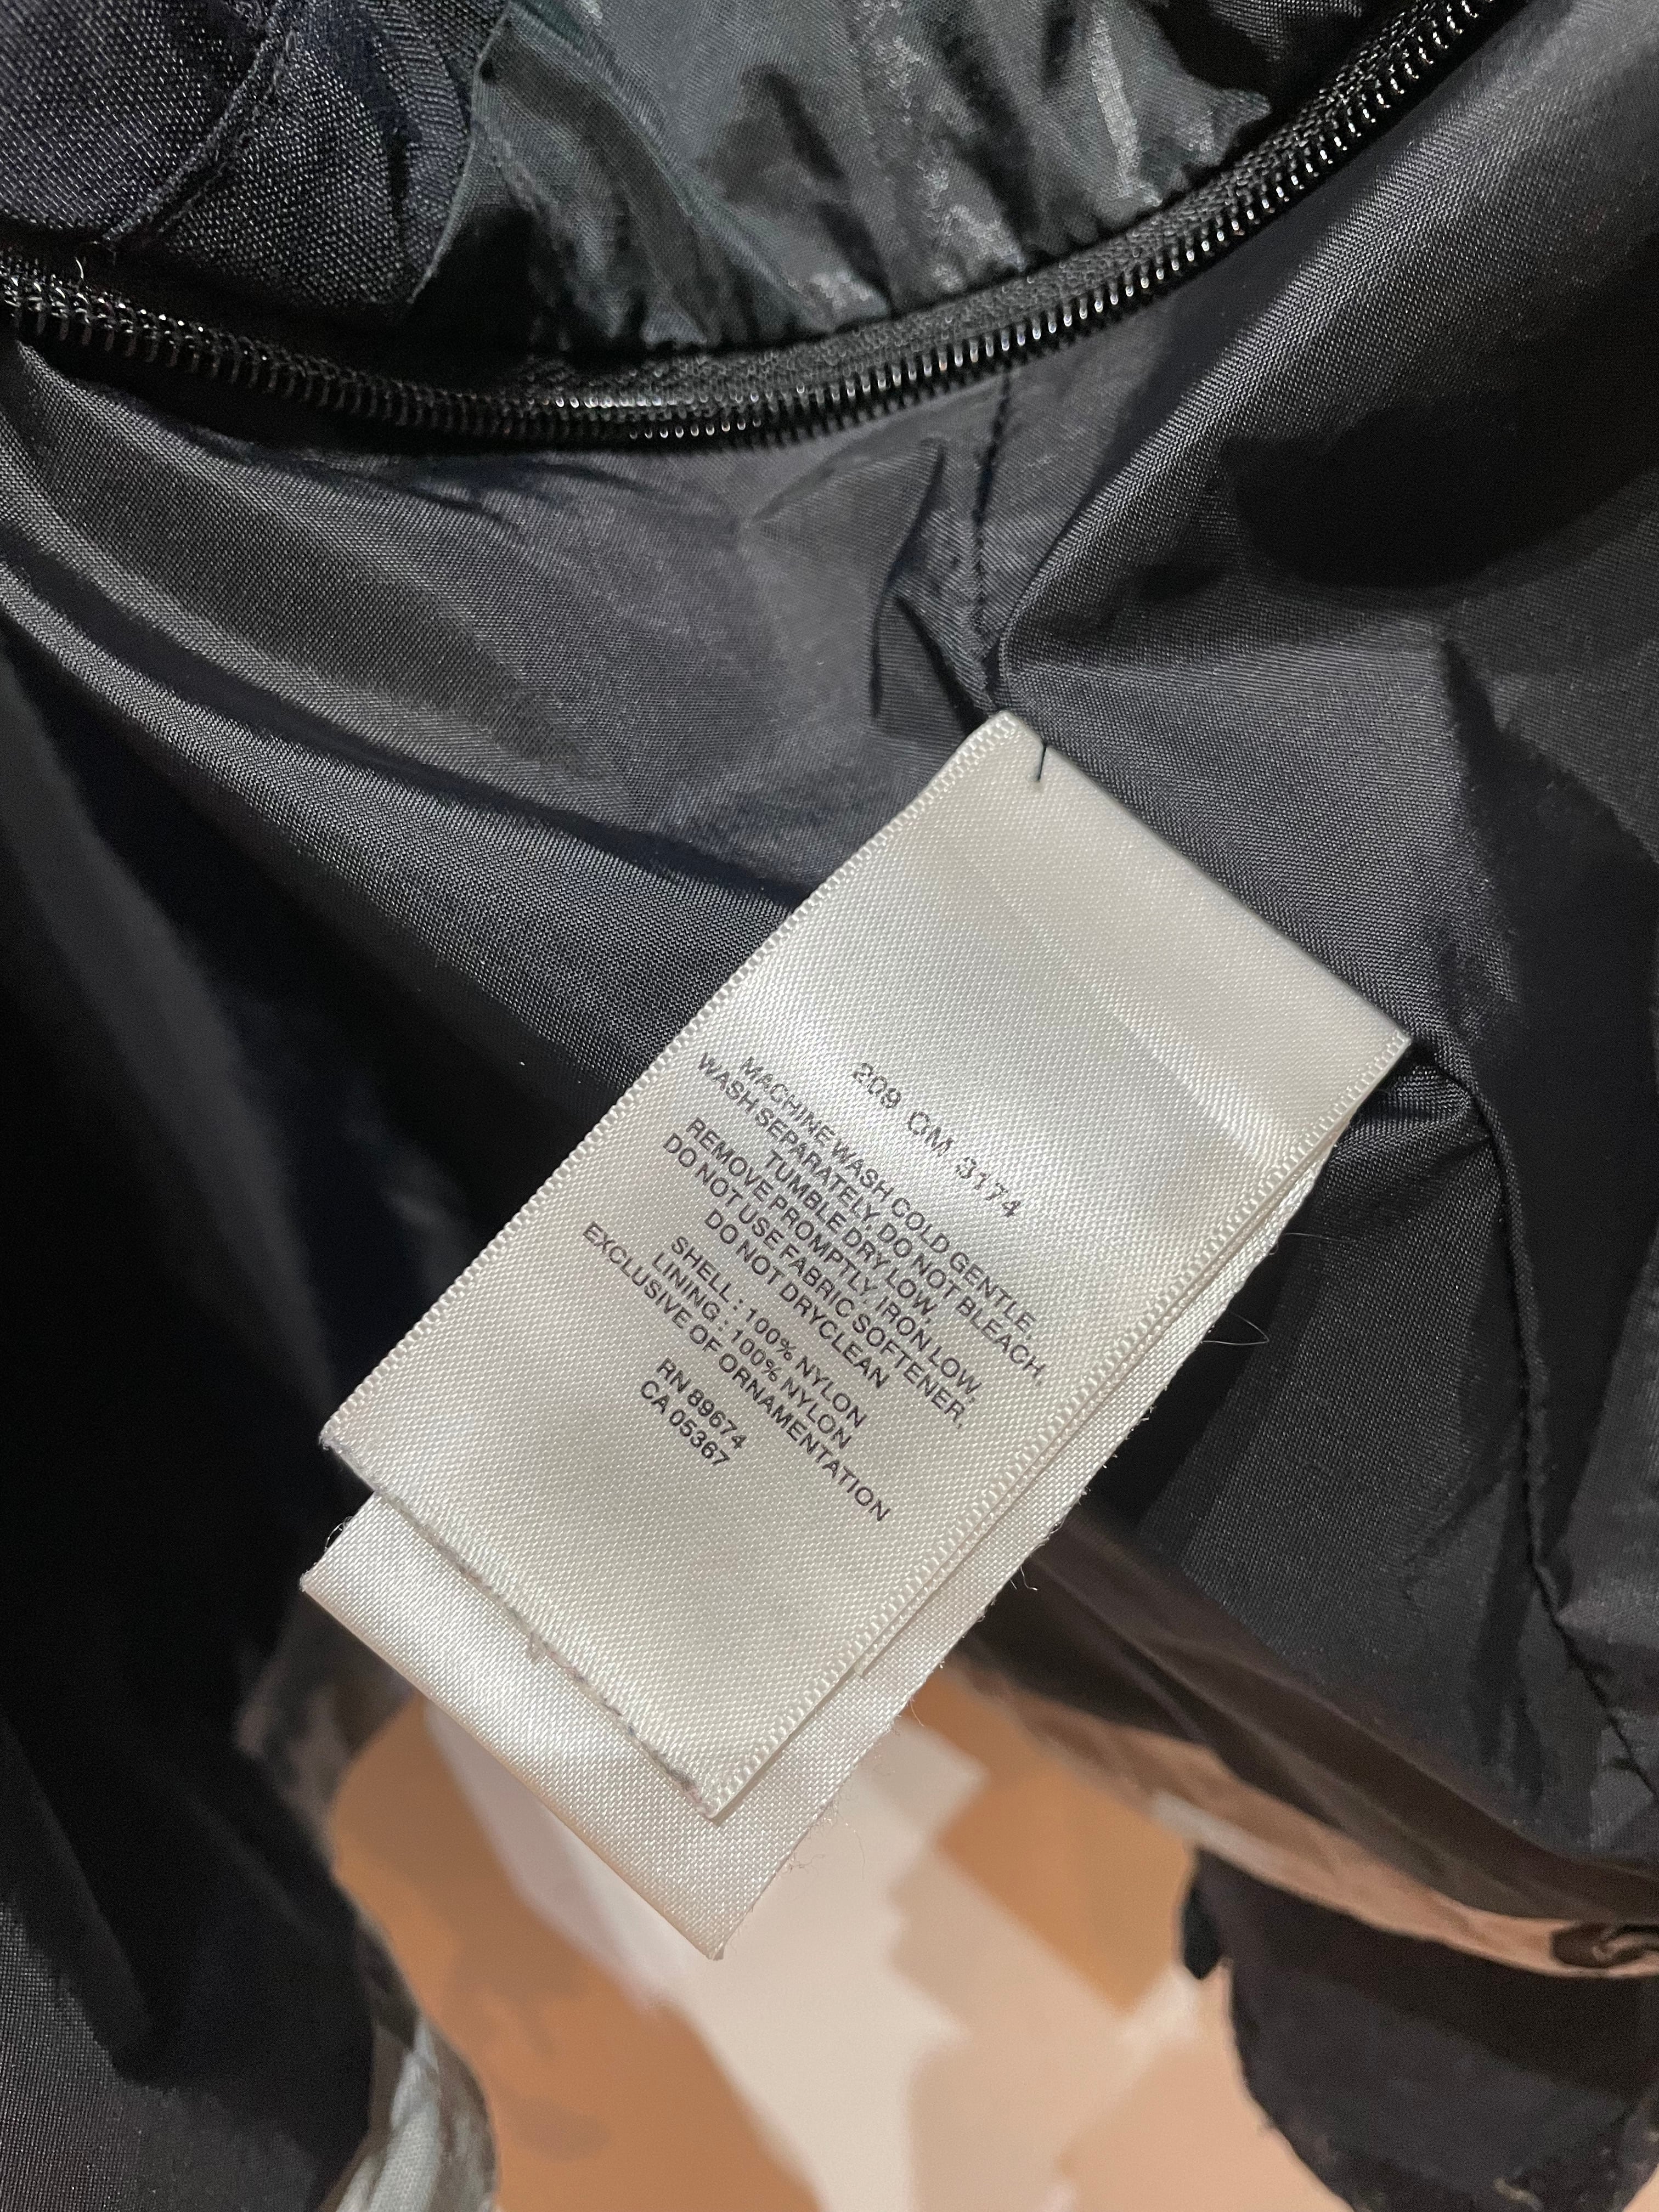 209 OM 3174
MACHINE WASH COLD GENTLE,
WASH SEPARATELY, DO NOT BLEACH,
TUMBLE DRY LOW,
REMOVE PROMPTLY, IRON LOW,
DO NOT USE FABRIC SOFTENER,
DO NOT DRYCLEAN
SHELL : 100% NYLON
LINING : 100% NYLON
EXCLUSIVE OF ORNAMENTATION
RN 89674
CA 05367